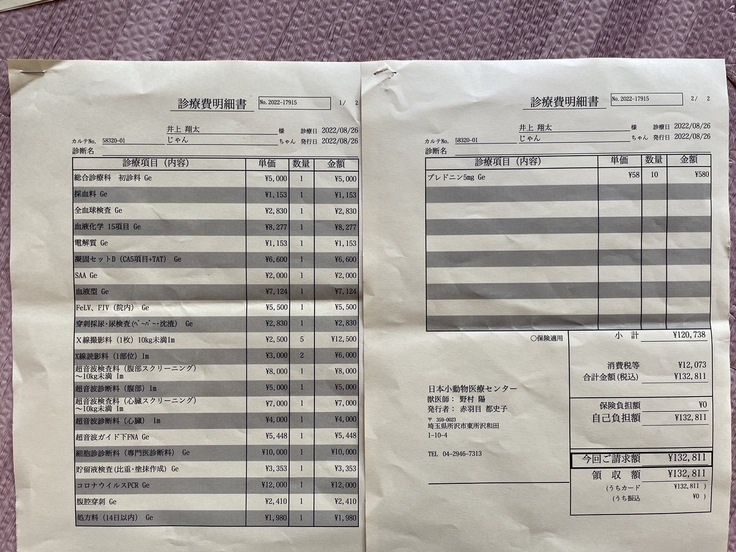 診療費明細書 No.2022-17915 1/ 2
井上 翔太 様 診療日 2022/08/26
カルテNo. 58320-01 じゃん ちゃん 発行日 2022/08/26
診断名
診療項目（内容） 単価 数量 金額
総合診療科 初診料 Ge ¥5,000 1 ¥5,000
採血料 Ge ¥1,153 1 ¥1,153
全血球検査 Ge ¥2,830 1 ¥2,830
血液化学 15項目 Ge ¥8,277 1 ¥8,277
電解質 Ge ¥1,153 1 ¥1,153
凝固セットD（CA5項目+TAT） Ge ¥6,600 1 ¥6,600
SAA Ge ¥2,000 1 ¥2,000
血液型 Ge ¥7,124 1 ¥7,124
FeLV、FIV（院内） Ge ¥5,500 1 ¥5,500
穿刺採尿・尿検査(ペーパー・沈渣) Ge ¥2,830 1 ¥2,830
X線撮影料（1枚）10kg未満1m ¥2,500 5 ¥12,500
X線読影料（1部位）1m ¥3,000 2 ¥6,000
超音波検査料（腹部スクリーニング）～10kg未満 1m ¥8,000 1 ¥8,000
超音波診断料（腹部）1m ¥5,000 1 ¥5,000
超音波検査料（心臓スクリーニング）～10kg未満 1m ¥7,000 1 ¥7,000
超音波診断料（心臓） 1m ¥4,000 1 ¥4,000
超音波ガイド下FNA Ge ¥5,448 1 ¥5,448
細胞診診断料（専門医診断料） Ge ¥10,000 1 ¥10,000
貯留液検査(比重・塗抹作成) Ge ¥3,353 1 ¥3,353
コロナウイルスPCR Ge ¥12,000 1 ¥12,000
腹腔穿刺 Ge ¥2,410 1 ¥2,410
処方料（14日以内） Ge ¥1,980 1 ¥1,980
診療費明細書 No.2022-17915 2/ 2
井上 翔太 様 診療日 2022/08/26
カルテNo. 58320-01 じゃん ちゃん 発行日 2022/08/26
診断名
診療項目（内容） 単価 数量 金額
プレドニン5mg Ge ¥58 10 ¥580
○保険適用 小 計 ¥120,738
消費税等 ¥12,073
合計金額(税込) ¥132,811
保険負担額 ¥0
自己負担額 ¥132,811
今回ご請求額 ¥132,811
領 収 額 ¥132,811
(うちカード ¥132,811 )
(うち振込 ¥0 )
日本小動物医療センター
獣医師： 野村 陽
発行者： 赤羽目 都史子
〒 359-0023
埼玉県所沢市東所沢和田
1-10-4
TEL 04-2946-7313